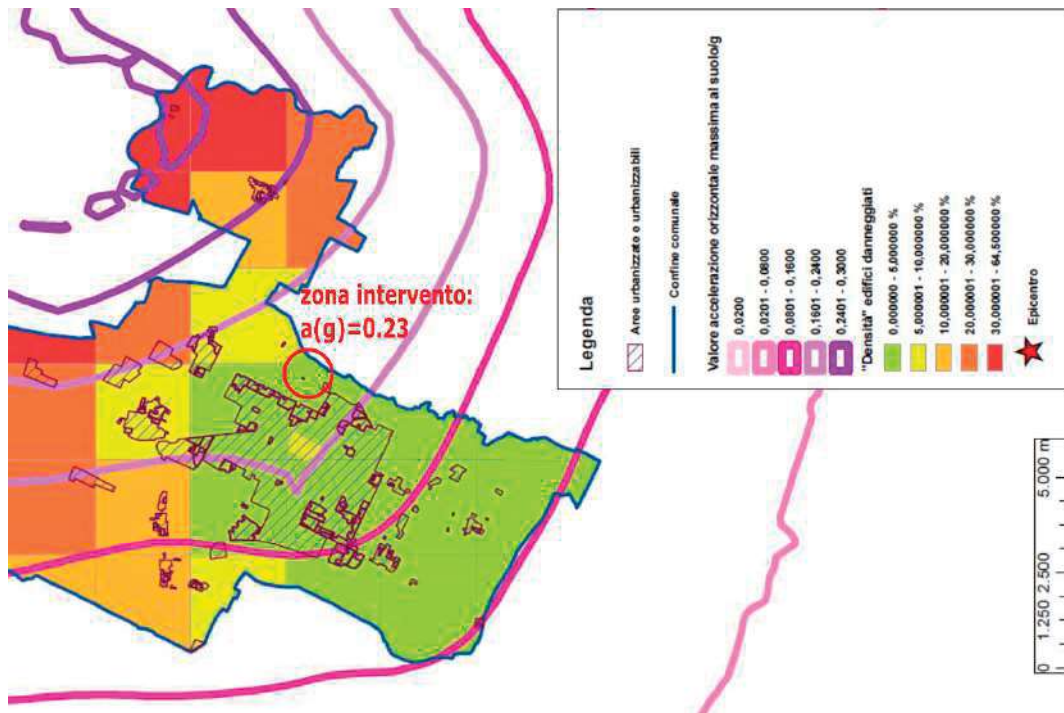 zona intervento:
a(g)=0.23
Legenda
Aree urbanizzate e urbanizzabili
Confine comunale
Valore accelerazione orizzontale massima al suolo/g
0,0200
0,0201 - 0,0800
0,0801 - 0,1600
0,1601 - 0,2400
0,2401 - 0,3000
"Densità" edifici danneggiati
0,000000 - 5,000000 %
5,000001 - 10,000000 %
10,000001 - 20,000000 %
20,000001 - 30,000000 %
30,000001 - 64,500000 %
Epicentro
0 1.250 2.500 5.000 m